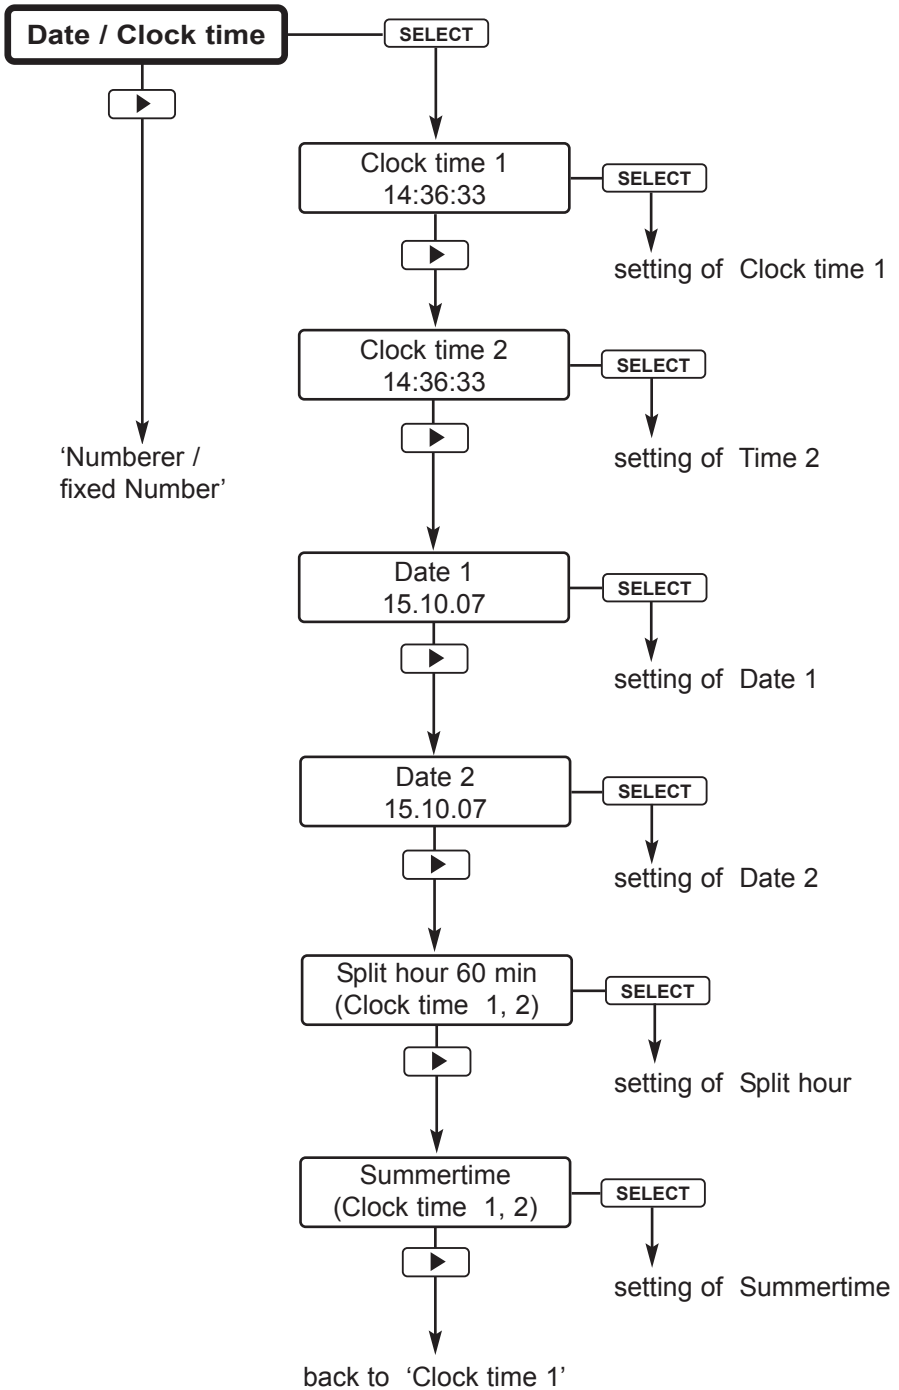 Date / Clock time
SELECT
Clock time 1
14:36:33
SELECT
setting of Clock time 1
Clock time 2
14:36:33
SELECT
setting of Time 2
‘Numberer /
fixed Number’
Date 1
15.10.07
SELECT
setting of Date 1
Date 2
15.10.07
SELECT
setting of Date 2
Split hour 60 min
(Clock time 1, 2)
SELECT
setting of Split hour
Summertime
(Clock time 1, 2)
SELECT
setting of Summertime
back to ‘Clock time 1’